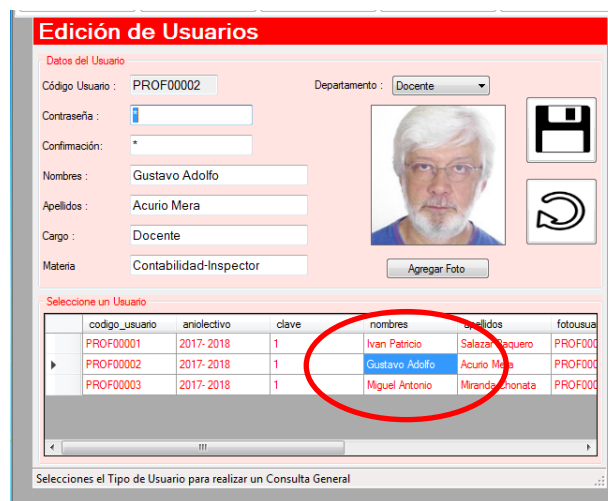 Edición de Usuarios
Datos del Usuario
Código Usuario : PROF00002 Departamento : Docente
Contraseña : *
Confirmación: *
Nombres : Gustavo Adolfo
Apellidos : Acurio Mera
Cargo : Docente
Materia Contabilidad-Inspector Agregar Foto
Seleccione un Usuario
codigo_usuario aniolectivo clave nombres apellidos fotousua
PROF00001 2017- 2018 1 Ivan Patricio Salazar PROF000
PROF00002 2017- 2018 1 Gustavo Adolfo Acurio Mera PROF000
PROF00003 2017- 2018 1 Miguel Antonio Miranda Chonata PROF000
Selecciones el Tipo de Usuario para realizar un Consulta General